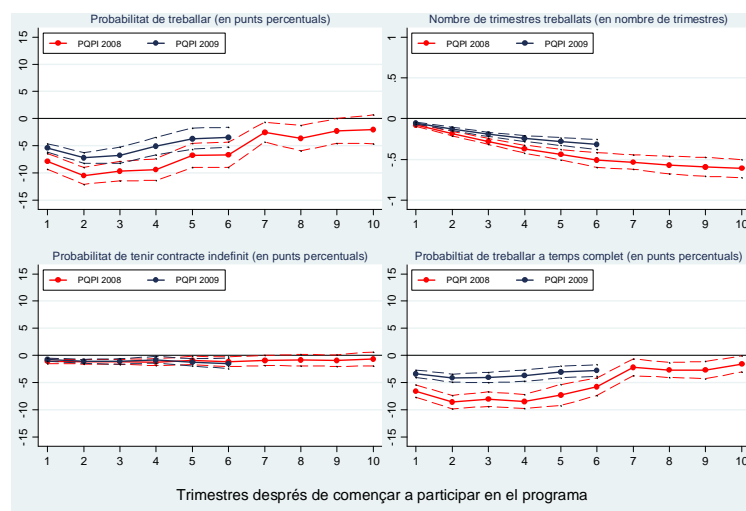 Probabilitat de treballar (en punts percentuals)
PQPI 2008 PQPI 2009
15
10
5
0
-5
-10
-15
1 2 3 4 5 6 7 8 9 10
Nombre de trimestres treballats (en nombre de trimestres)
PQPI 2008 PQPI 2009
1
.5
0
-.5
-1
1 2 3 4 5 6 7 8 9 10
Probabilitat de tenir contracte indefinit (en punts percentuals)
PQPI 2008 PQPI 2009
15
10
5
0
-5
-10
-15
1 2 3 4 5 6 7 8 9 10
Probabiltiat de treballar a temps complet (en punts percentuals)
PQPI 2008 PQPI 2009
15
10
5
0
-5
-10
-15
1 2 3 4 5 6 7 8 9 10
Trimestres després de començar a participar en el programa